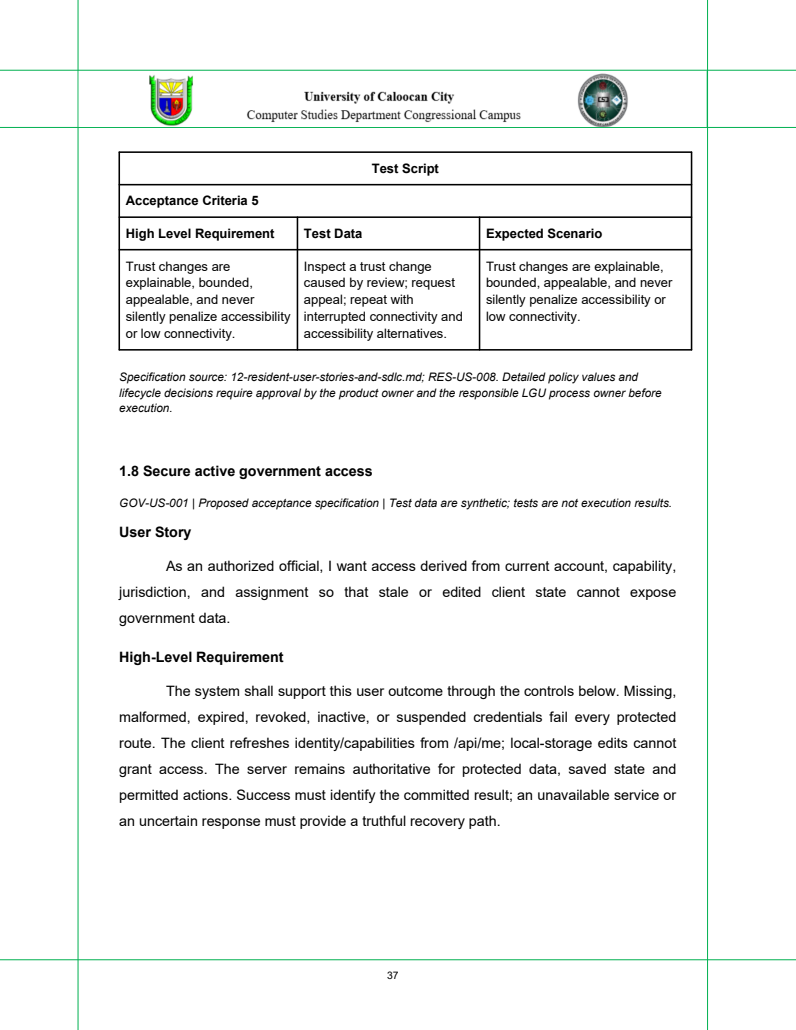 University of Caloocan City
Computer Studies Department Congressional Campus
Test Script
Acceptance Criteria 5
High Level Requirement
Test Data
Expected Scenario
Trust changes are
explainable, bounded,
appealable, and never
silently penalize accessibility
or low connectivity.
Inspect a trust change
caused by review; request
appeal; repeat with
interrupted connectivity and
accessibility alternatives.
Trust changes are explainable,
bounded, appealable, and never
silently penalize accessibility or
low connectivity.
Specification source: 12-resident-user-stories-and-sdlc.md; RES-US-008. Detailed policy values and
lifecycle decisions require approval by the product owner and the responsible LGU process owner before
execution.
1.8 Secure active government access
GOV-US-001 | Proposed acceptance specification | Test data are synthetic; tests are not execution results.
User Story
As an authorized official, I want access derived from current account, capability,
jurisdiction, and assignment so that stale or edited client state cannot expose
government data.
High-Level Requirement
The system shall support this user outcome through the controls below. Missing,
malformed, expired, revoked, inactive, or suspended credentials fail every protected
route. The client refreshes identity/capabilities from /api/me; local-storage edits cannot
grant access. The server remains authoritative for protected data, saved state and
permitted actions. Success must identify the committed result; an unavailable service or
an uncertain response must provide a truthful recovery path.
37